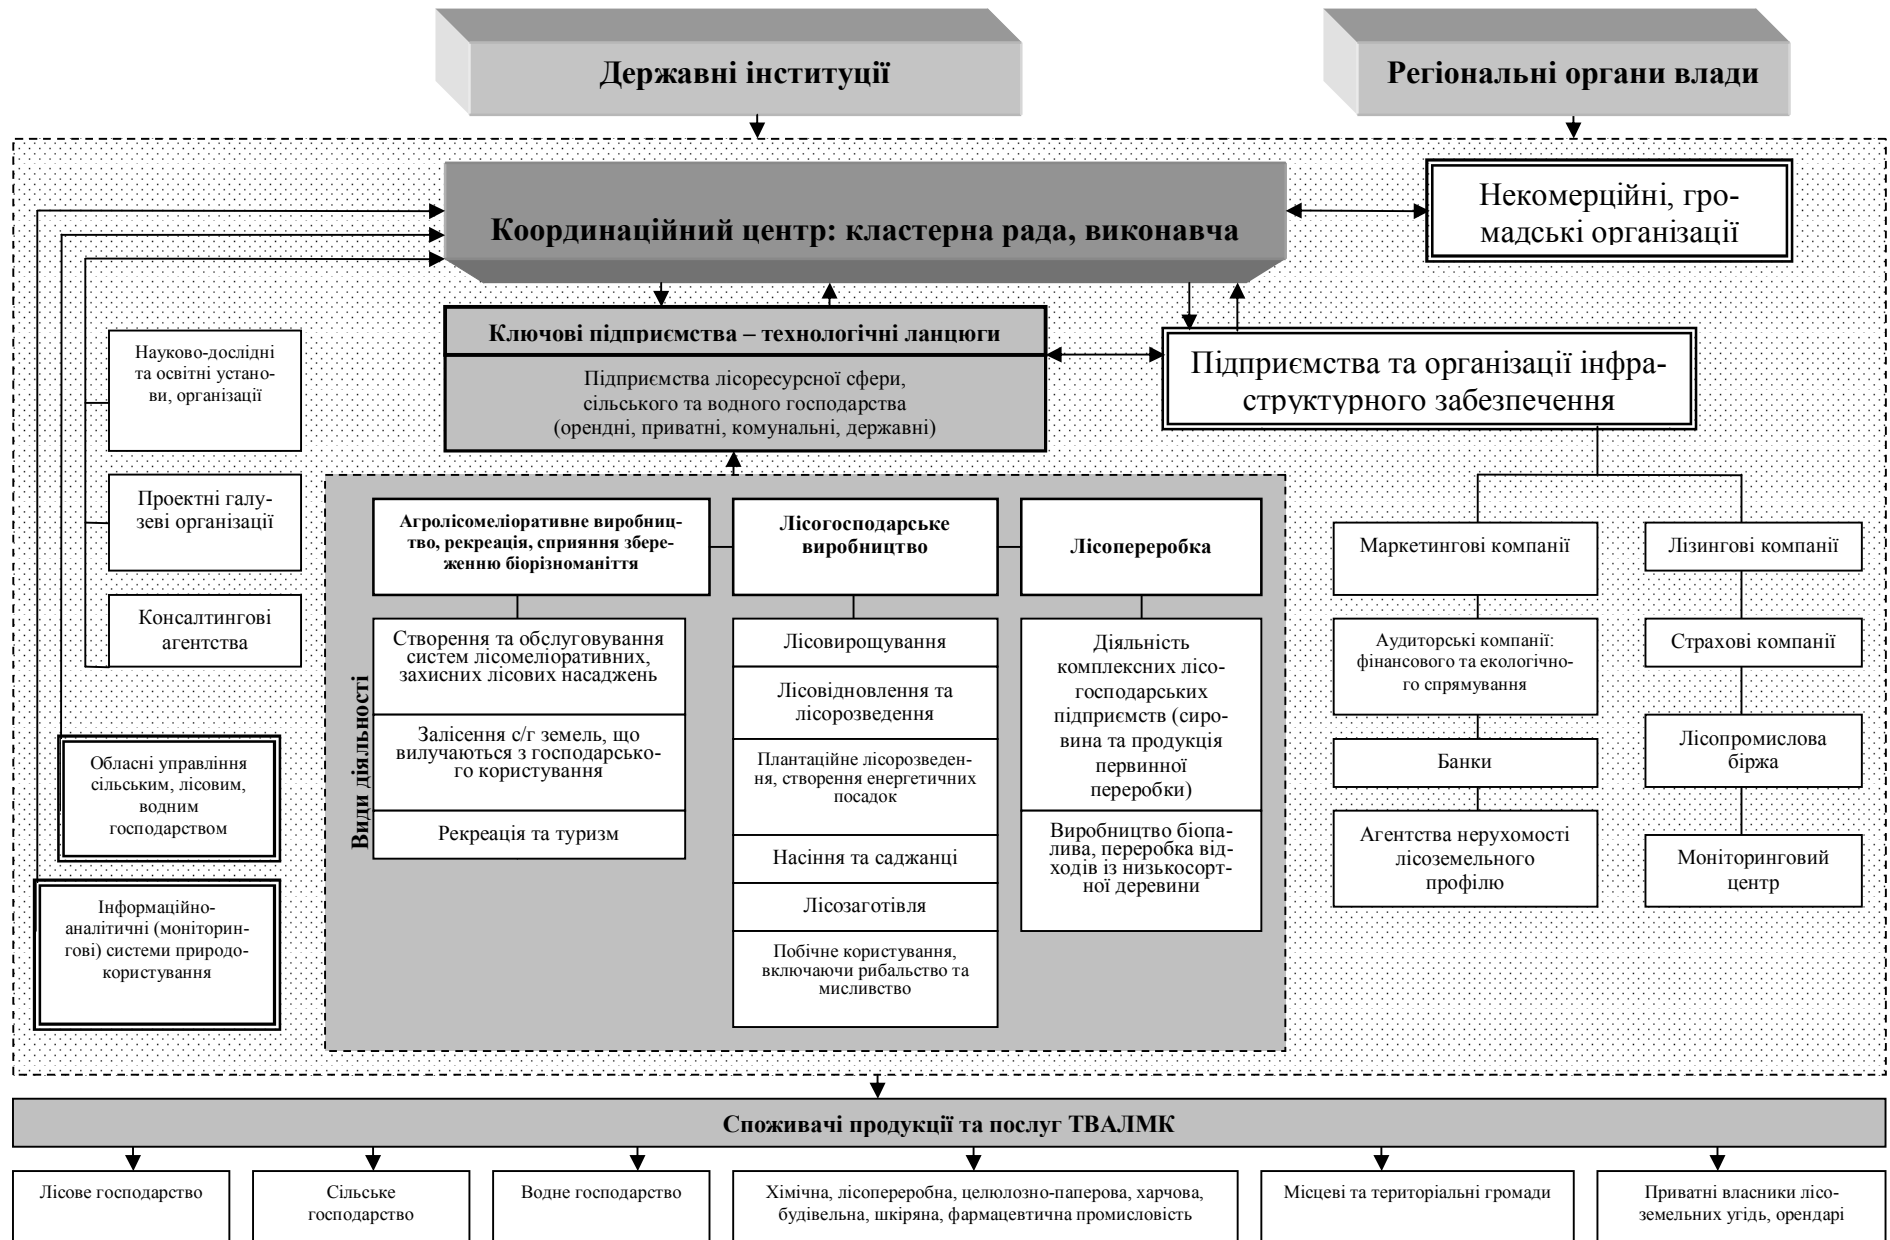 Державні інституції
Регіональні органи влади
Координаційний центр: кластерна рада, виконавча
Некомерційні, гро-
мадські організації
Ключові підприємства – технологічні ланцюги
Підприємства лісоресурсної сфери,
сільського та водного господарства
(орендні, приватні, комунальні, державні)
Підприємства та організації інфра-
структурного забезпечення
Науково-дослідні
та освітні устано-
ви, організації
Проектні галу-
зеві організації
Консалтингові
агентства
Обласні управління
сільським, лісовим,
водним
господарством
Інформаційно-
аналітичні (моніторин-
гові) системи природо-
користування
Види діяльності
Агролісомеліоративне виробниц-
тво, рекреація, сприяння збере-
женню біорізноманіття
Створення та обслуговування
систем лісомеліоративних,
захисних лісових насаджень
Залісення с/г земель, що
вилучаються з господарсько-
го користування
Рекреація та туризм
Лісогосподарське
виробництво
Лісовирощування
Лісовідновлення та
лісорозведення
Плантаційне лісорозведен-
ня, створення енергетичних
посадок
Насіння та саджанці
Лісозаготівля
Побічне користування,
включаючи рибальство та
мисливство
Лісопереробка
Діяльність
комплексних лісо-
господарських
підприємств (сиро-
вина та продукція
первинної
переробки)
Виробництво біопа-
лива, переробка від-
ходів із низькосорт-
ної деревини
Маркетингові компанії
Аудиторські компанії:
фінансового та екологічно-
го спрямування
Банки
Агентства нерухомості
лісоземельного
профілю
Лізингові компанії
Страхові компанії
Лісопромислова
біржа
Моніторинговий
центр
Споживачі продукції та послуг ТВАЛМК
Лісове господарство
Сільське
господарство
Водне господарство
Хімічна, лісопереробна, целюлозно-паперова, харчова,
будівельна, шкіряна, фармацевтична промисловість
Місцеві та територіальні громади
Приватні власники лісо-
земельних угідь, орендарі